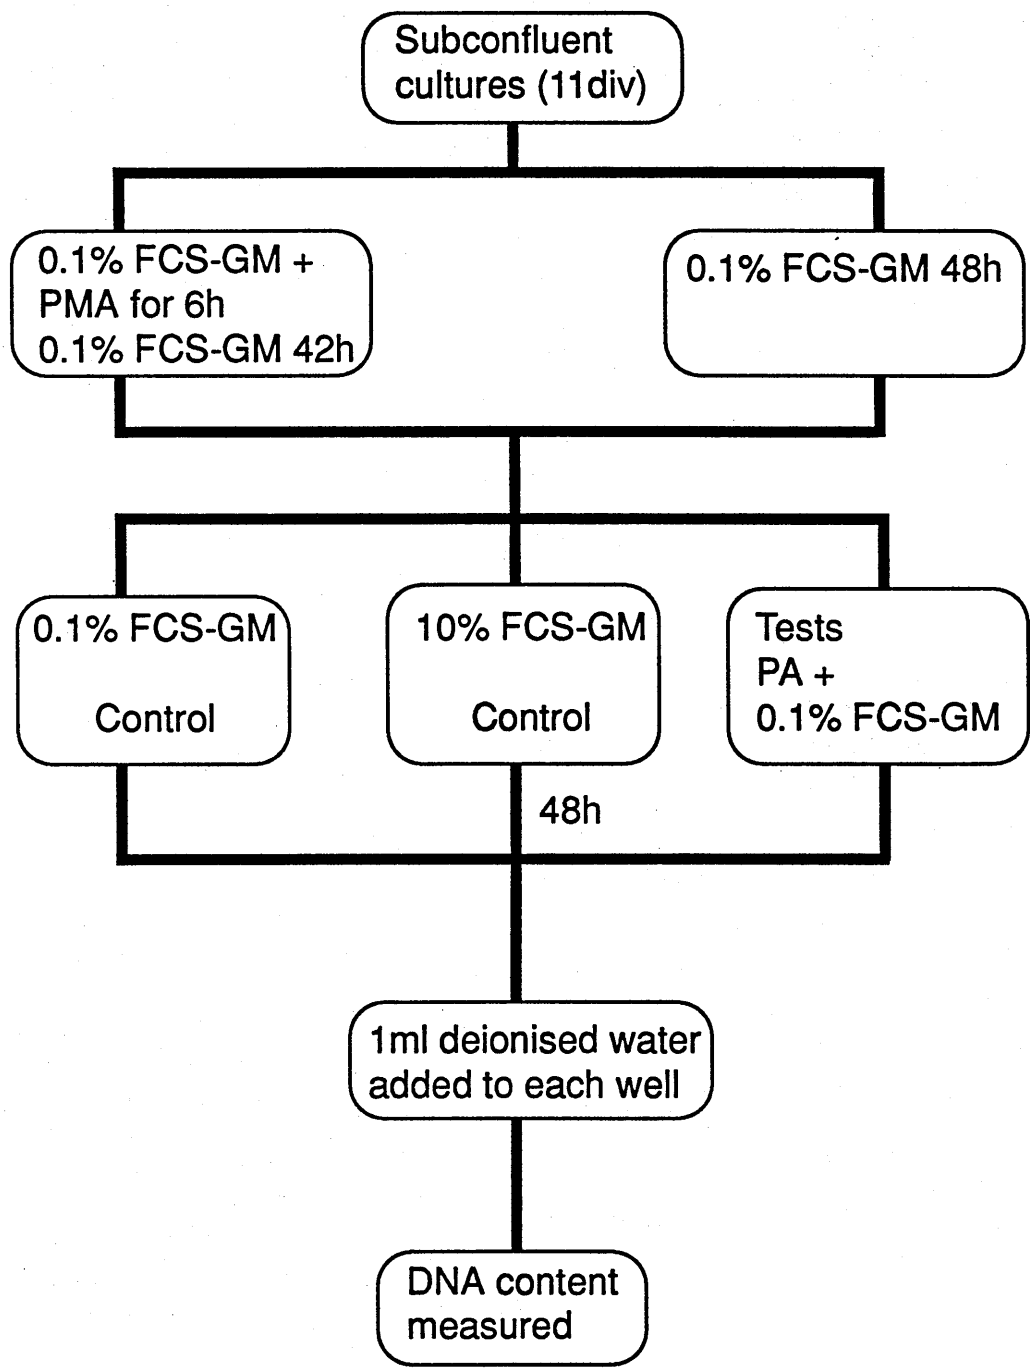 Subconfluent
cultures (11div)
0.1% FCS-GM +
PMA for 6h
0.1% FCS-GM 42h
0.1% FCS-GM 48h
0.1% FCS-GM
Control
10% FCS-GM
Control
Tests
PA +
0.1% FCS-GM
48h
1ml deionised water
added to each well
DNA content
measured